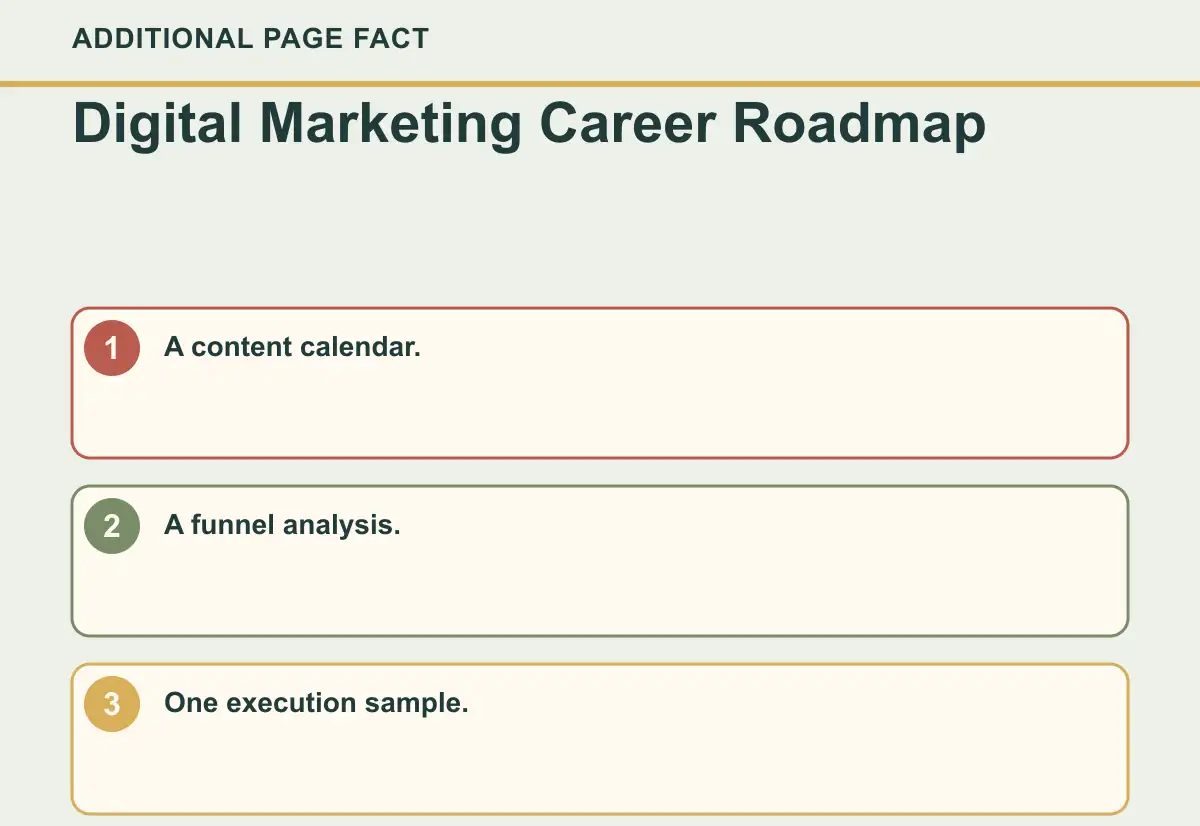 ADDITIONAL PAGE FACT
Digital Marketing Career Roadmap
1 A content calendar.
2 A funnel analysis.
3 One execution sample.